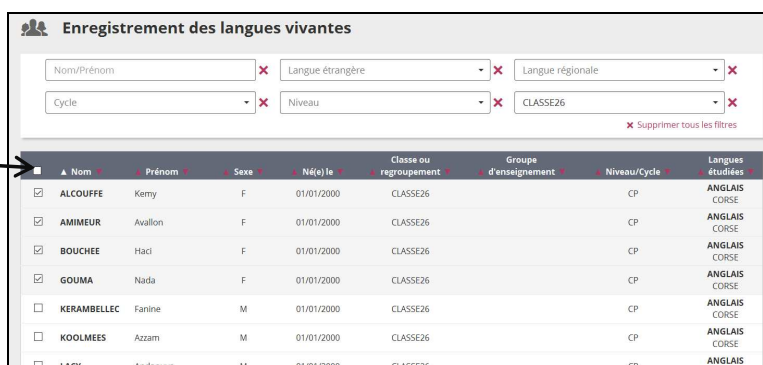 Enregistrement des langues vivantes
Nom/Prénom Langue étrangère Langue régionale
Cycle Niveau CLASSE26
Supprimer tous les filtres
Nom Prénom Sexe Né(e) le Classe ou regroupement Groupe d'enseignement Niveau/Cycle Langues étudiées
ALCOUFFE Kemy F 01/01/2000 CLASSE26 CP ANGLAIS
CORSE
AMIMEUR Avallon F 01/01/2000 CLASSE26 CP ANGLAIS
CORSE
BOUCHEE Haci F 01/01/2000 CLASSE26 CP ANGLAIS
CORSE
GOUMA Nada F 01/01/2000 CLASSE26 CP ANGLAIS
CORSE
KERAMBELLEC Fanine M 01/01/2000 CLASSE26 CP ANGLAIS
CORSE
KOOLMEES Azzam M 01/01/2000 CLASSE26 CP ANGLAIS
CORSE
ANGLAIS